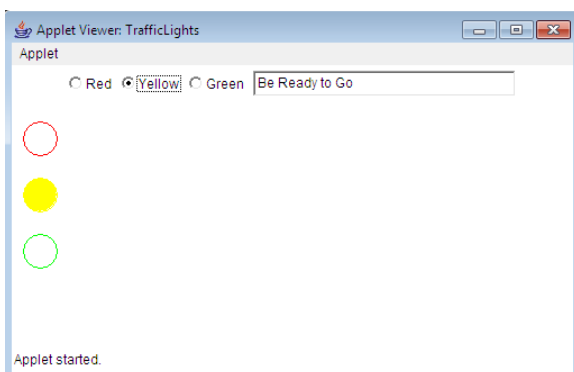 Applet Viewer: TrafficLights
Applet
Red Yellow Green Be Ready to Go
Applet started.